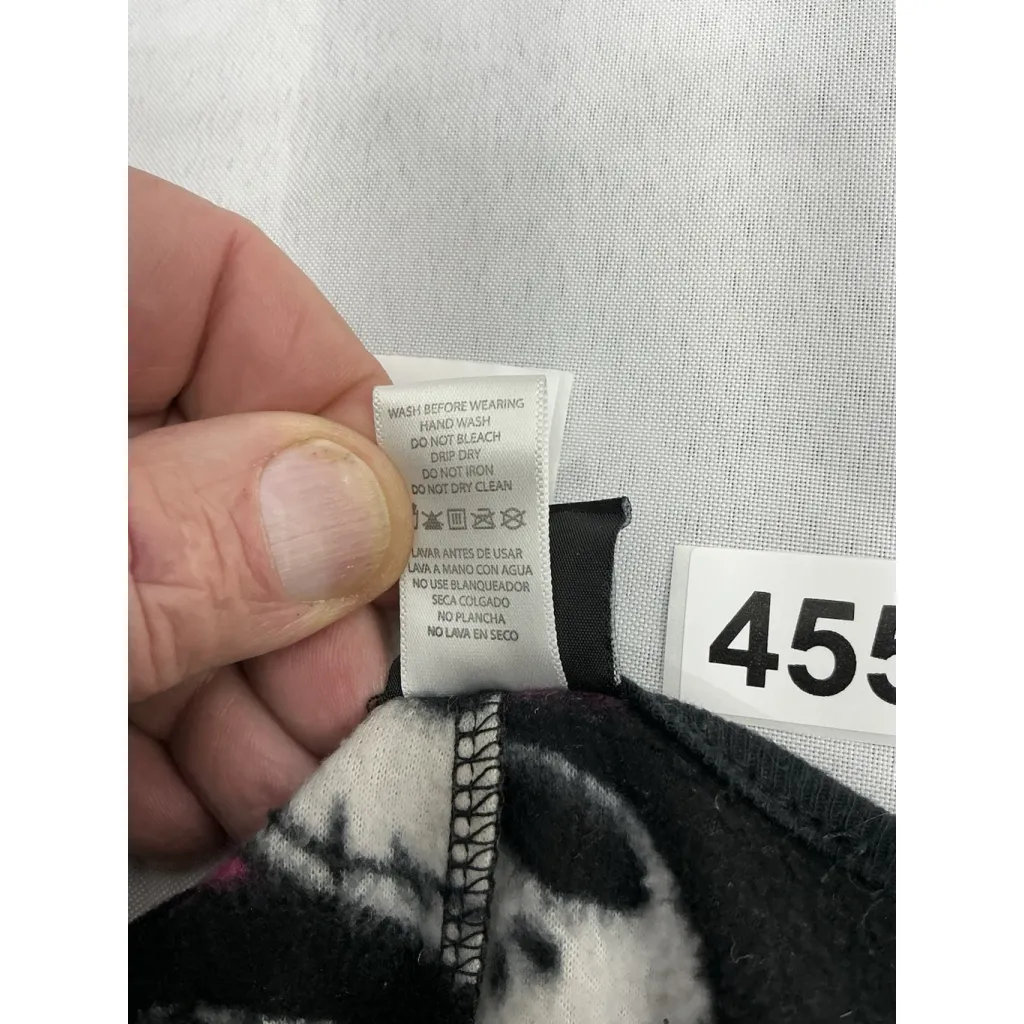 WASH BEFORE WEARING
HAND WASH
DO NOT BLEACH
DRIP DRY
DO NOT IRON
DO NOT DRY CLEAN
LAVAR ANTES DE USAR
LAVA A MANO CON AGUA
NO USE BLANQUEADOR
SECA COLGADO
NO PLANCHA
NO LAVA EN SECO
455